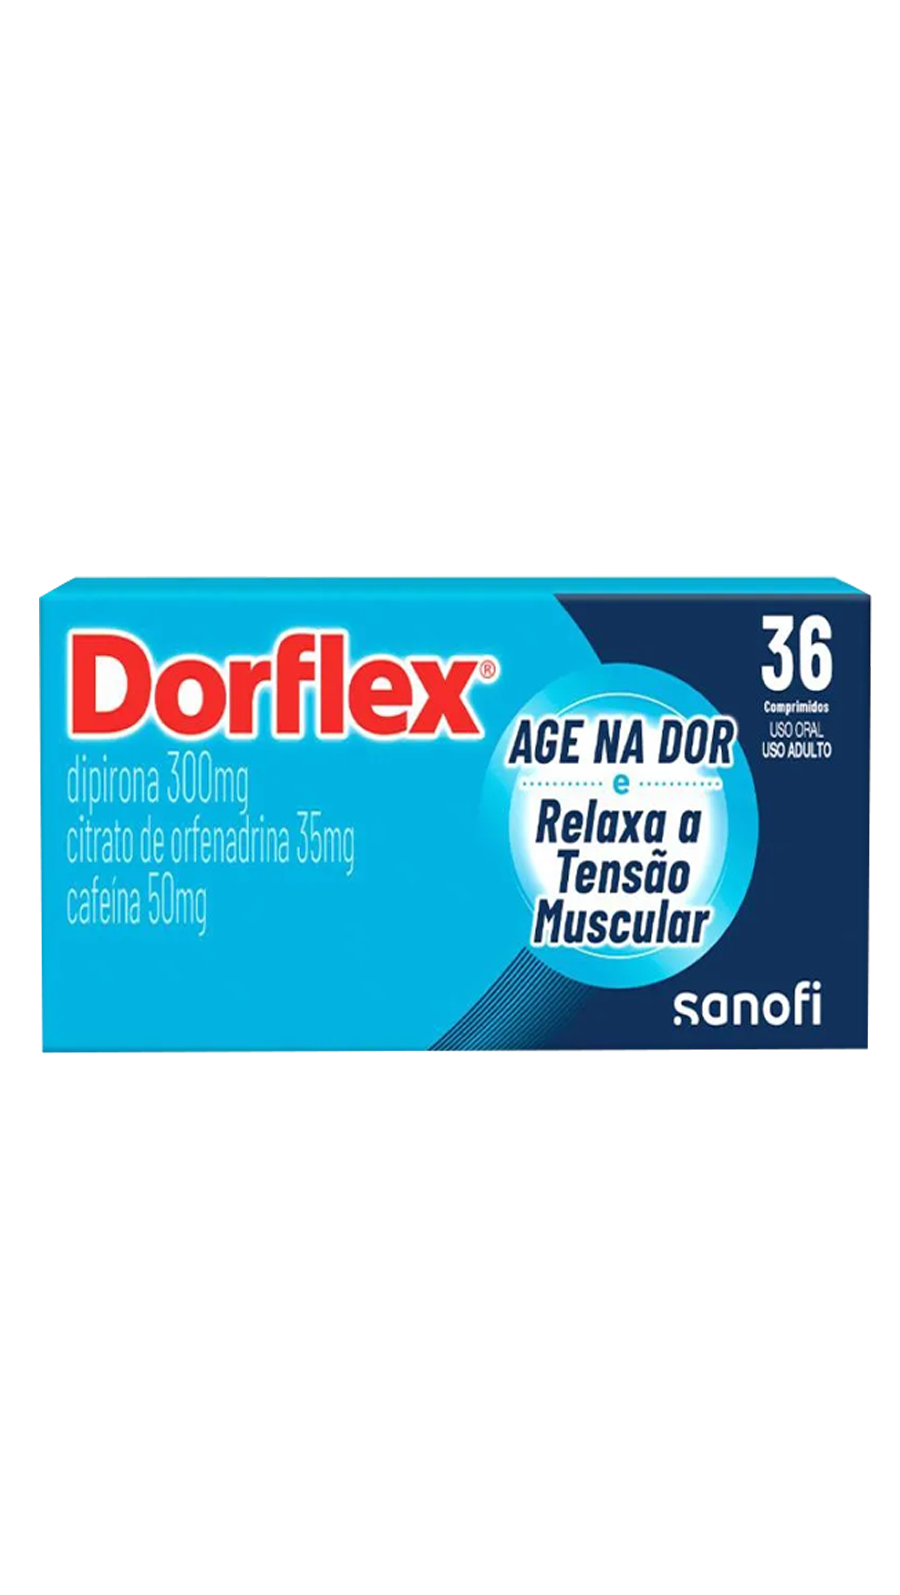 Dorflex®
dipirona 300mg
citrato de orfenadrina 35mg
cafeína 50mg
AGE NA DOR
e
Relaxa a
Tensão
Muscular
36
Comprimidos
USO ORAL
USO ADULTO
sanofi